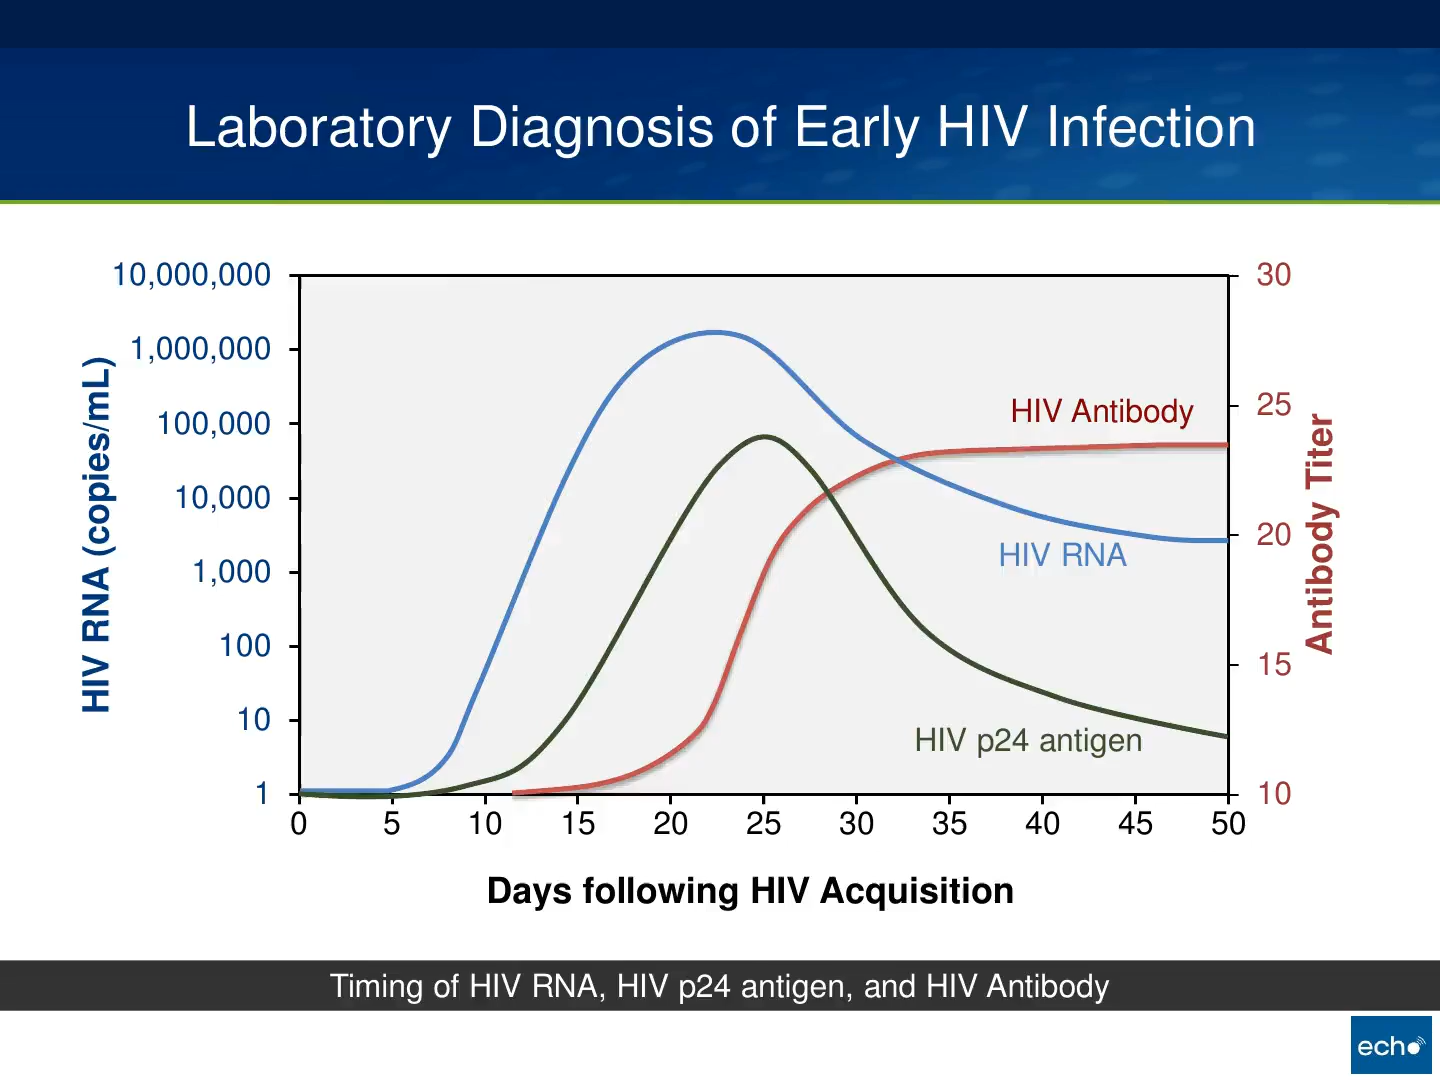 Laboratory Diagnosis of Early HIV Infection
10,000,000
1,000,000
100,000
10,000
1,000
100
10
1
HIV RNA (copies/mL)
30
25
20
15
10
Antibody Titer
HIV Antibody
HIV RNA
HIV p24 antigen
0 5 10 15 20 25 30 35 40 45 50
Days following HIV Acquisition
Timing of HIV RNA, HIV p24 antigen, and HIV Antibody
echo